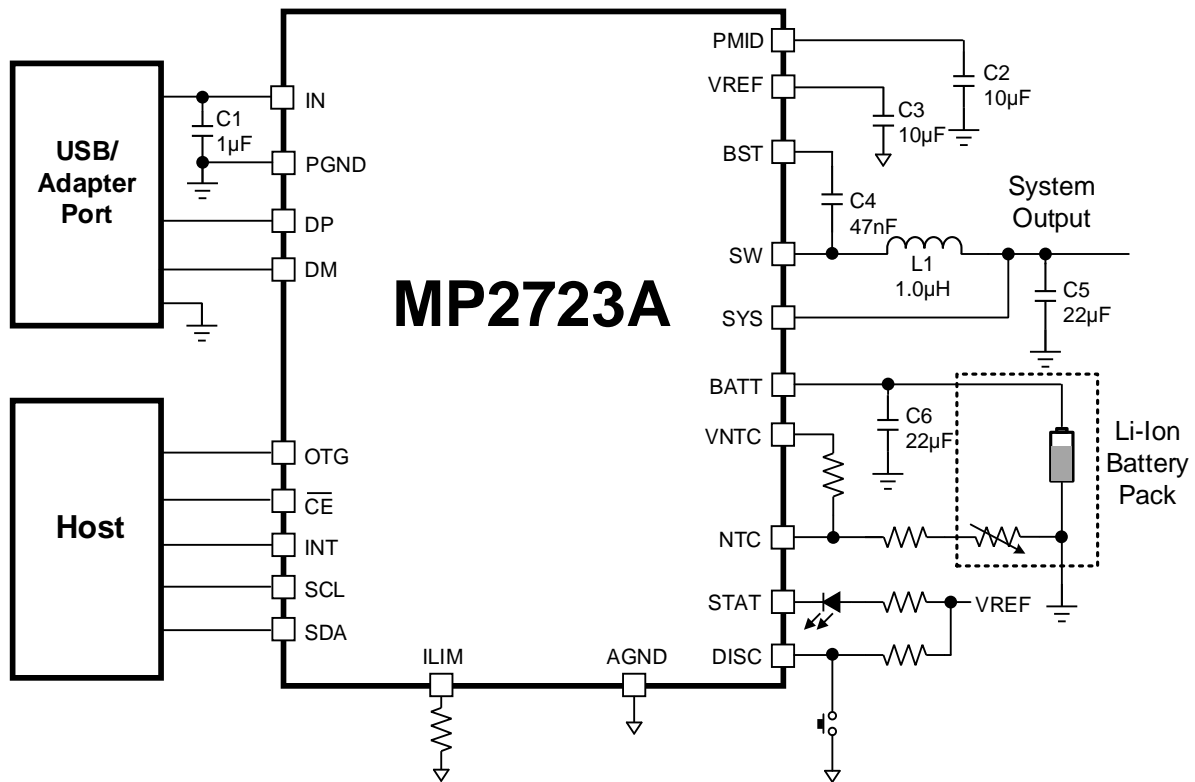 USB/
Adapter
Port
IN
C1
1µF
PGND
DP
DM
Host
OTG
CE
INT
SCL
SDA
MP2723A
ILIM
AGND
PMID
C2
10µF
VREF
C3
10µF
BST
C4
47nF
System
Output
SW
L1
1.0µH
C5
22µF
SYS
BATT
C6
22µF
VNTC
Li-Ion
Battery
Pack
NTC
STAT
VREF
DISC